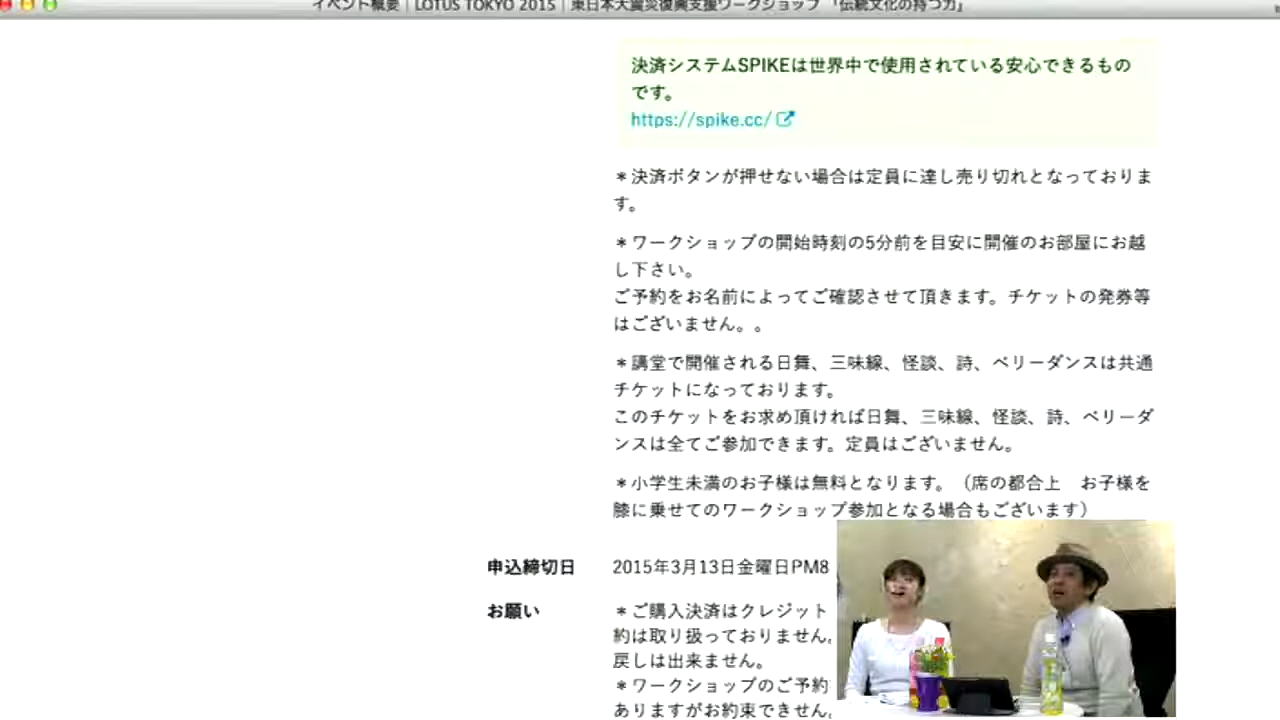 イベント概要｜LOTUS TOKYO 2015｜東日本大震災復興支援ワークショップ 「伝統文化の持つ力」
決済システムSPIKEは世界中で使用されている安心できるもの
です。
https://spike.cc/
＊決済ボタンが押せない場合は定員に達し売り切れとなっておりま
す。
＊ワークショップの開始時刻の5分前を目安に開催のお部屋にお越
し下さい。
ご予約をお名前によってご確認させて頂きます。チケットの発券等
はございません。。
＊講堂で開催される日舞、三味線、怪談、詩、ベリーダンスは共通
チケットになっております。
このチケットをお求め頂ければ日舞、三味線、怪談、詩、ベリーダ
ンスは全てご参加できます。定員はございません。
＊小学生未満のお子様は無料となります。（席の都合上　お子様を
膝に乗せてのワークショップ参加となる場合もございます）
申込締切日 2015年3月13日金曜日PM8
お願い ＊ご購入決済はクレジット
約は取り扱っておりません。
戻しは出来ません。
＊ワークショップのご予約
ありますがお約束できせん。